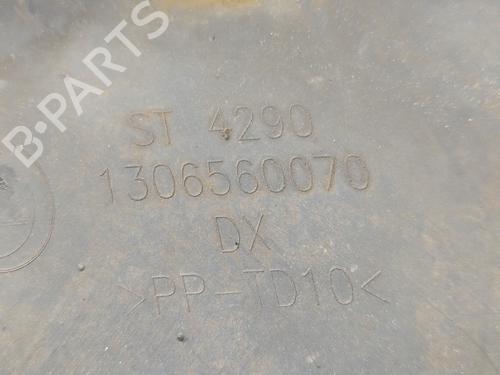 B-PARTS
ST 4290
1306560070
DX
>PP-TD10<